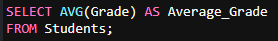 SELECT AVG(Grade) AS Average_Grade
FROM Students;